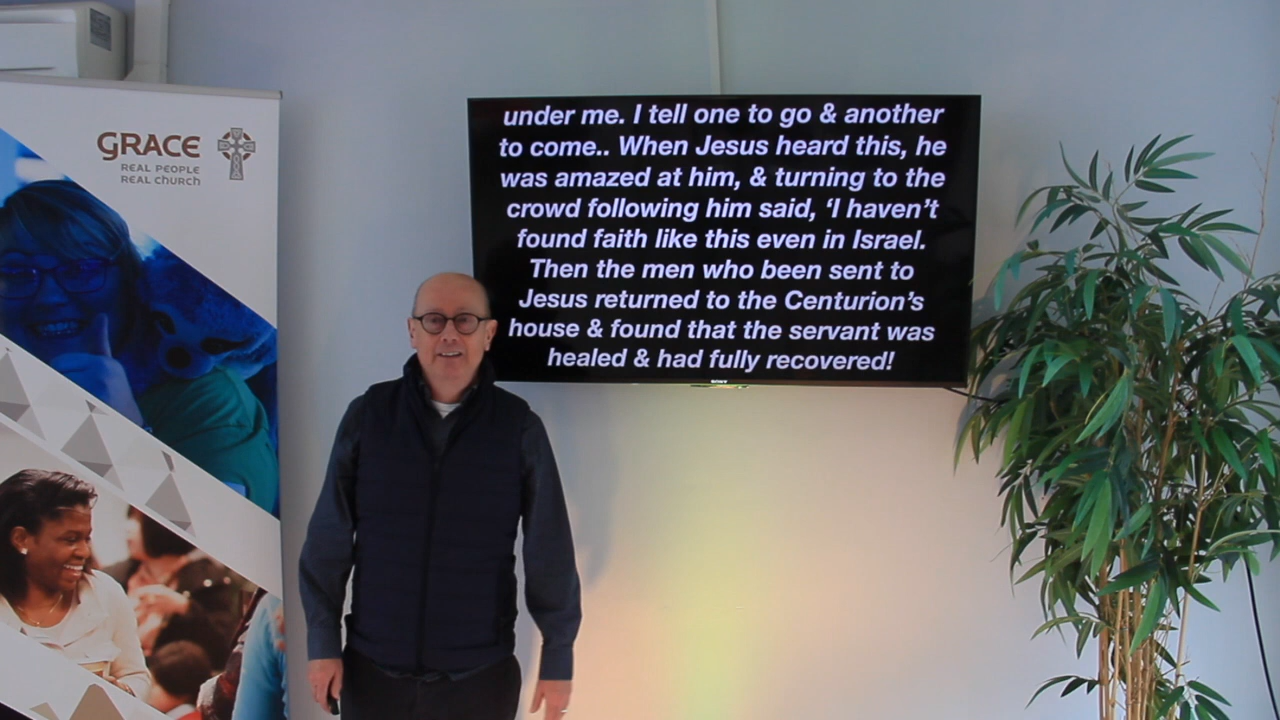 GRACE
REAL PEOPLE
REAL CHURCH
under me. I tell one to go & another
to come.. When Jesus heard this, he
was amazed at him, & turning to the
crowd following him said, ‘I haven’t
found faith like this even in Israel.
Then the men who been sent to
Jesus returned to the Centurion’s
house & found that the servant was
healed & had fully recovered!
SONY